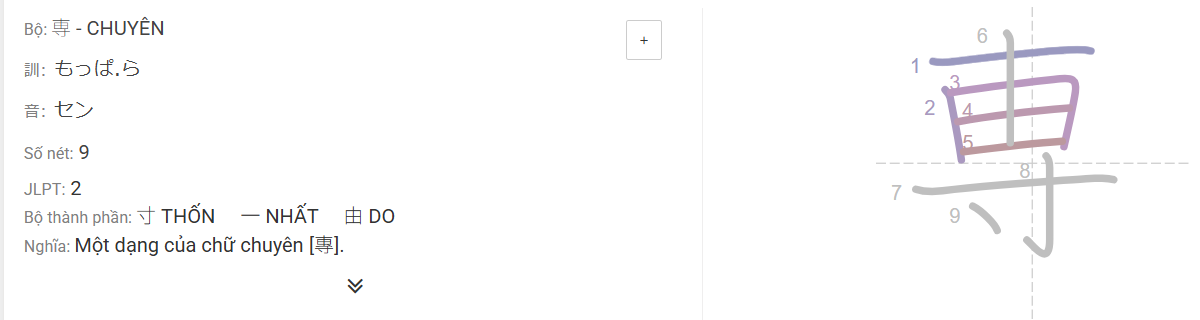 Bộ: 専 - CHUYÊN
+
訓: もっぱ.ら
音: セン
Số nét: 9
JLPT: 2
Bộ thành phần: 寸 THỐN 一 NHẤT 由 DO
Nghĩa: Một dạng của chữ chuyên [專].
専
1
2
3
4
5
6
7
8
9